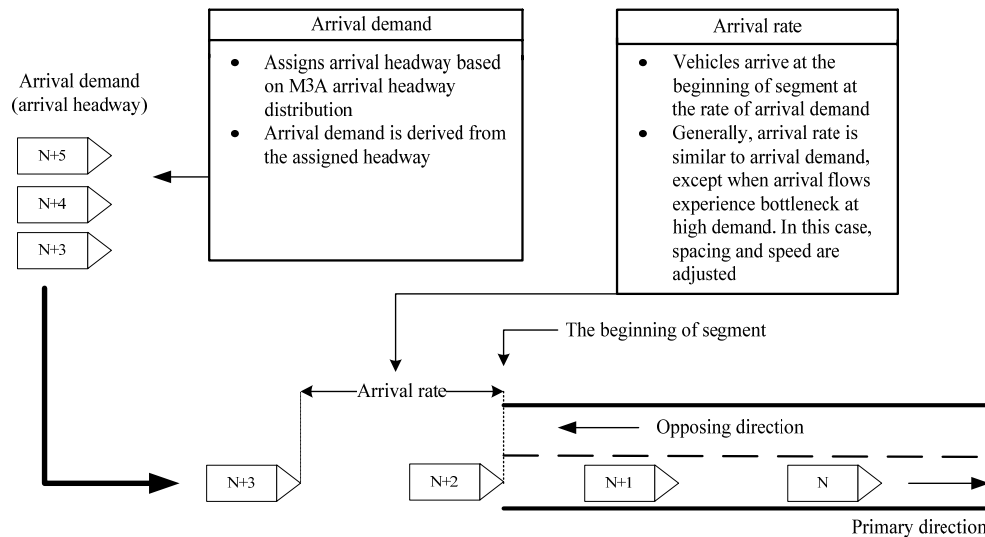 Arrival demand
• Assigns arrival headway based
on M3A arrival headway
distribution
• Arrival demand is derived from
the assigned headway
Arrival rate
• Vehicles arrive at the
beginning of segment
at the rate of arrival demand
• Generally, arrival rate is
similar to arrival demand,
except when arrival flows
experience bottleneck at
high demand. In this case,
spacing and speed are
adjusted
Arrival demand
(arrival headway)
N+5
N+4
N+3
The beginning of segment
Arrival rate
Opposing direction
N+3
N+2
N+1
N
Primary direction